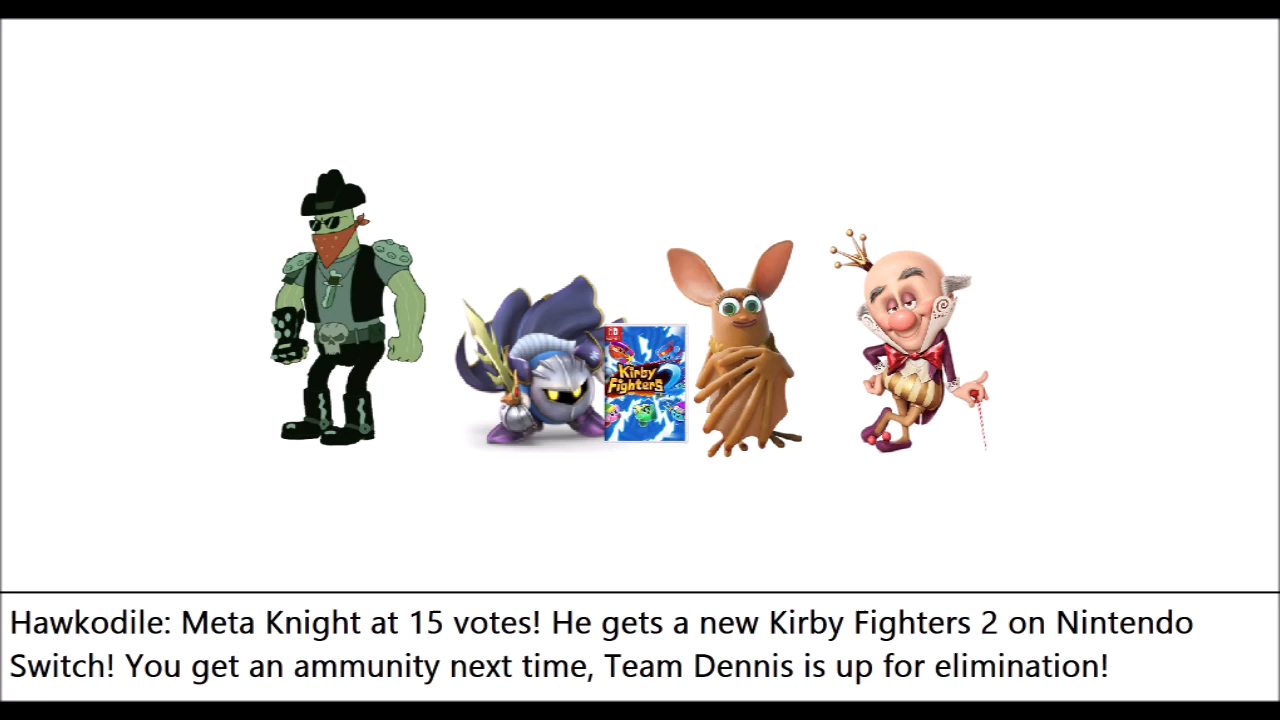 Kirby
Fighters 2
Hawkodile: Meta Knight at 15 votes! He gets a new Kirby Fighters 2 on Nintendo
Switch! You get an ammunity next time, Team Dennis is up for elimination!